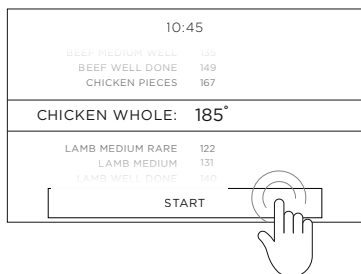 10:45
BEEF MEDIUM WELL 135
BEEF WELL DONE 149
CHICKEN PIECES 167
CHICKEN WHOLE: 185°
LAMB MEDIUM RARE 122
LAMB MEDIUM 131
LAMB WELL DONE 140
START